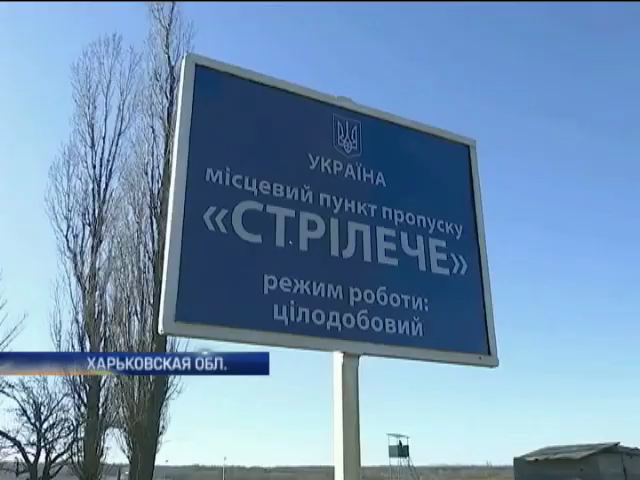 УКРАЇНА
місцевий пункт пропуску
«СТРІЛЕЧЕ»
режим роботи:
цілодобовий
ХАРЬКОВСКАЯ ОБЛ.